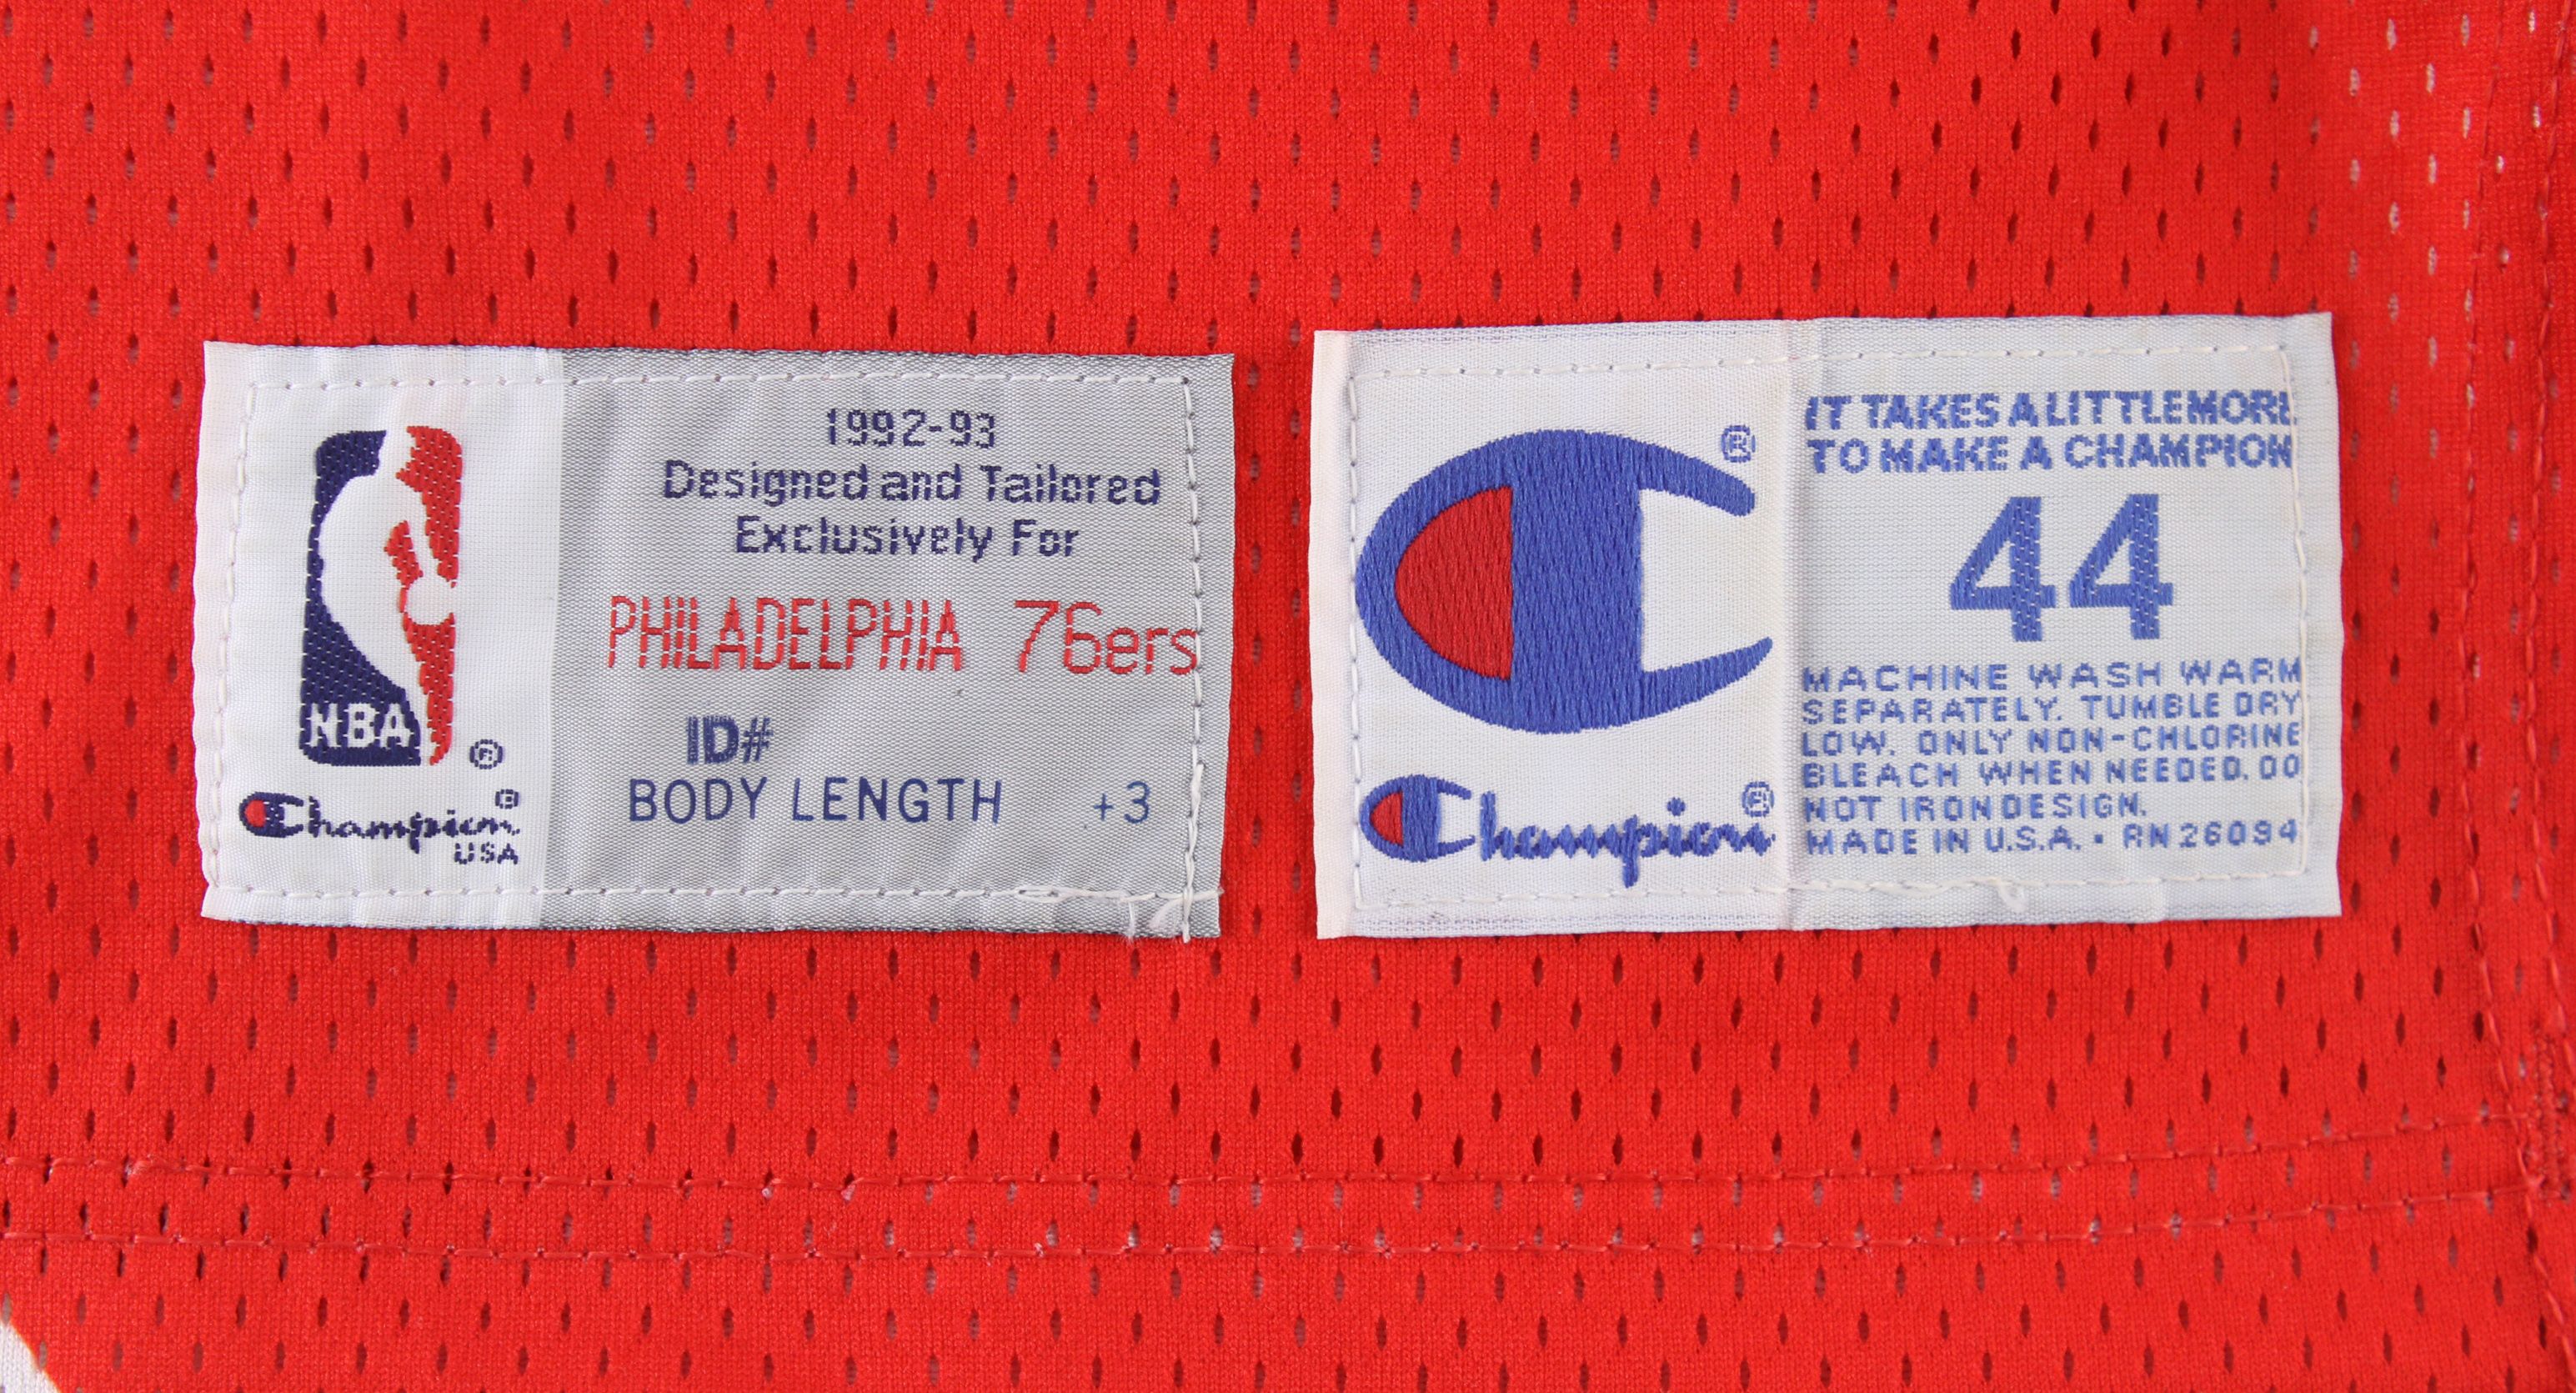 1992-93
Designed and Tailored
Exclusively For
PHILADELPHIA 76ers
ID#
BODY LENGTH +3
NBA ®
Champion ®
USA
®
Champion ®
IT TAKES A LITTLE MORE
TO MAKE A CHAMPION
44
MACHINE WASH WARM
SEPARATELY. TUMBLE DRY
LOW. ONLY NON-CHLORINE
BLEACH WHEN NEEDED. DO
NOT IRON DESIGN.
MADE IN U.S.A. • RN 26094